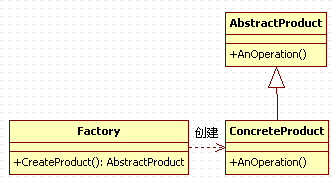 AbstractProduct
+AnOperation()
创建
Factory
+CreateProduct(): AbstractProduct
ConcreteProduct
+AnOperation()